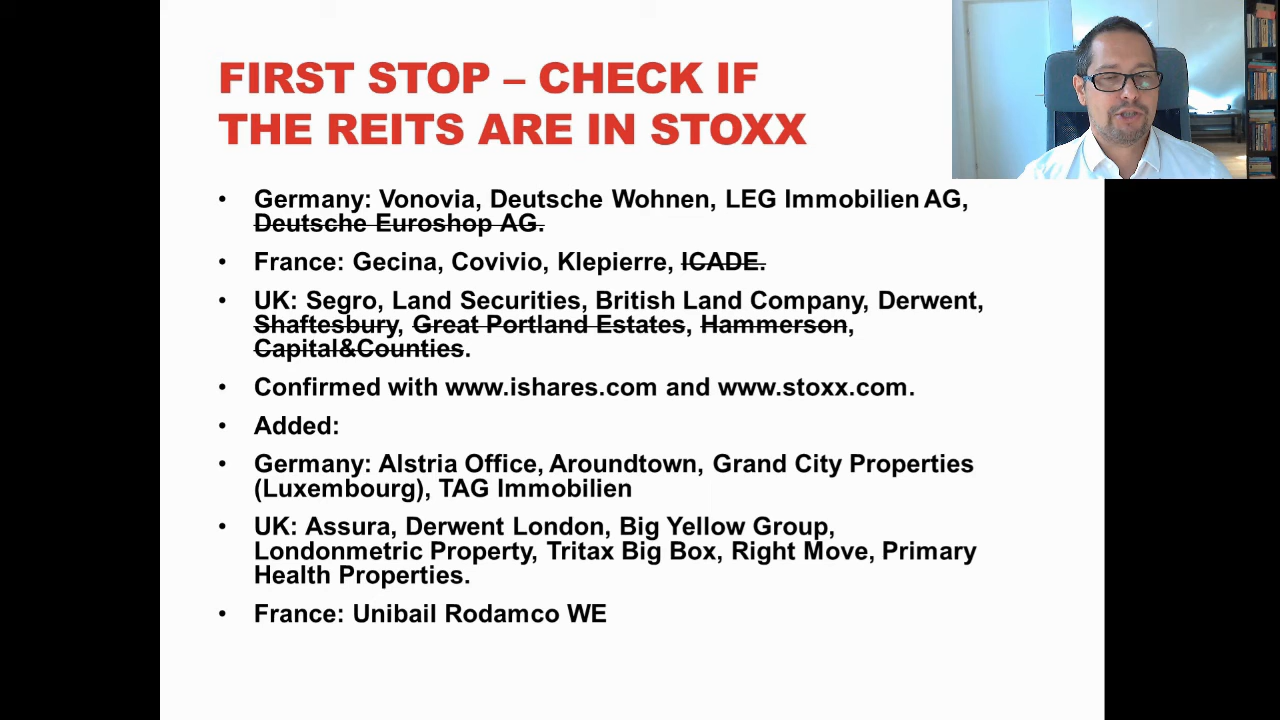 FIRST STOP – CHECK IF
THE REITS ARE IN STOXX
• Germany: Vonovia, Deutsche Wohnen, LEG Immobilien AG,
Deutsche Euroshop AG.
• France: Gecina, Covivio, Klepierre, ICADE.
• UK: Segro, Land Securities, British Land Company, Derwent,
Shaftesbury, Great Portland Estates, Hammerson,
Capital&Counties.
• Confirmed with www.ishares.com and www.stoxx.com.
• Added:
• Germany: Alstria Office, Aroundtown, Grand City Properties
(Luxembourg), TAG Immobilien
• UK: Assura, Derwent London, Big Yellow Group,
Londonmetric Property, Tritax Big Box, Right Move, Primary
Health Properties.
• France: Unibail Rodamco WE